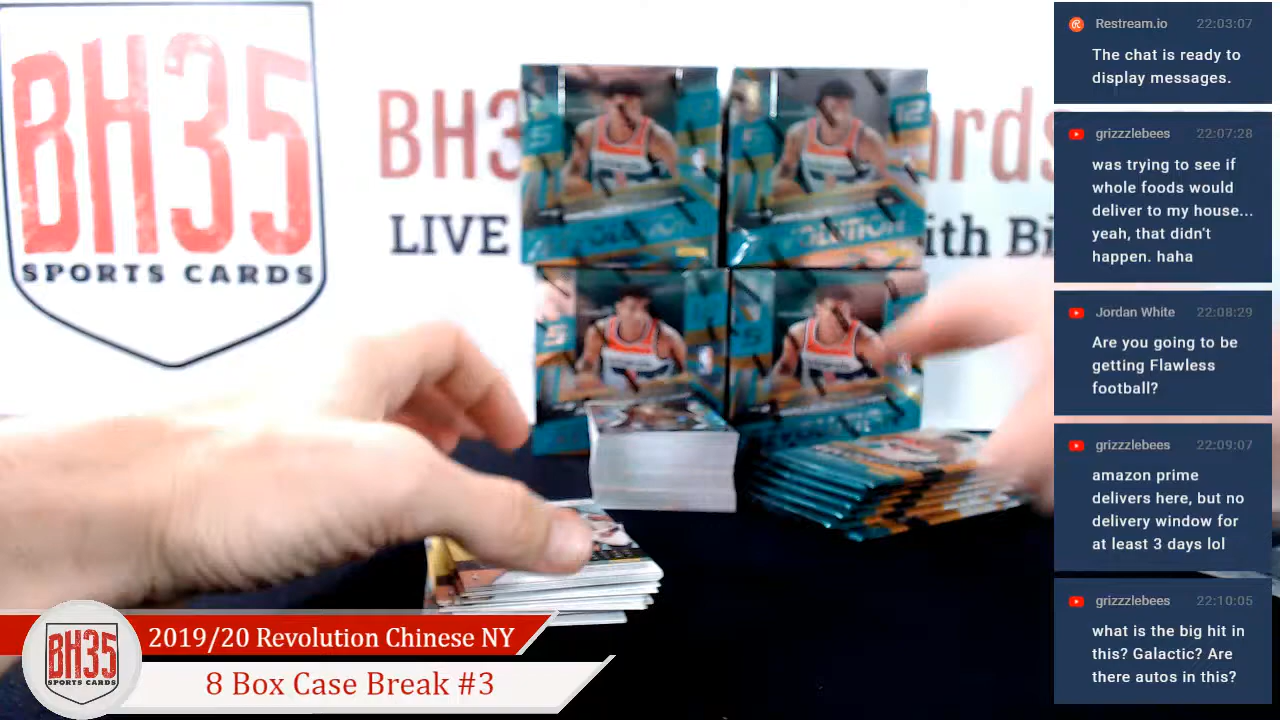 BH35
SPORTS CARDS
BH3
ards
LIVE
ith Bi
Restream.io 22:03:07
The chat is ready to
display messages.
grizzzlebees 22:07:28
was trying to see if
whole foods would
deliver to my house...
yeah, that didn't
happen. haha
Jordan White 22:08:29
Are you going to be
getting Flawless
football?
grizzzlebees 22:09:07
amazon prime
delivers here, but no
delivery window for
at least 3 days lol
grizzzlebees 22:10:05
what is the big hit in
this? Galactic? Are
there autos in this?
BH35
SPORTS CARDS
2019/20 Revolution Chinese NY
8 Box Case Break #3